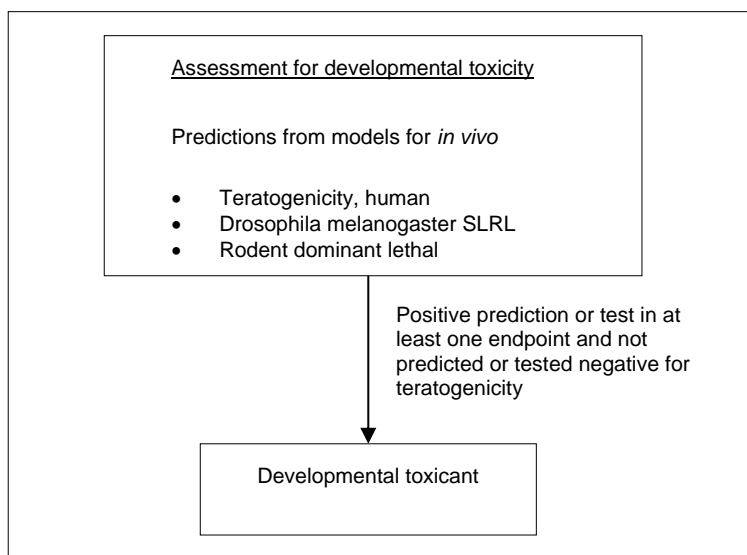 Assessment for developmental toxicity
Predictions from models for in vivo
• Teratogenicity, human
• Drosophila melanogaster SLRL
• Rodent dominant lethal
Positive prediction or test in at
least one endpoint and not
predicted or tested negative for
teratogenicity
Developmental toxicant